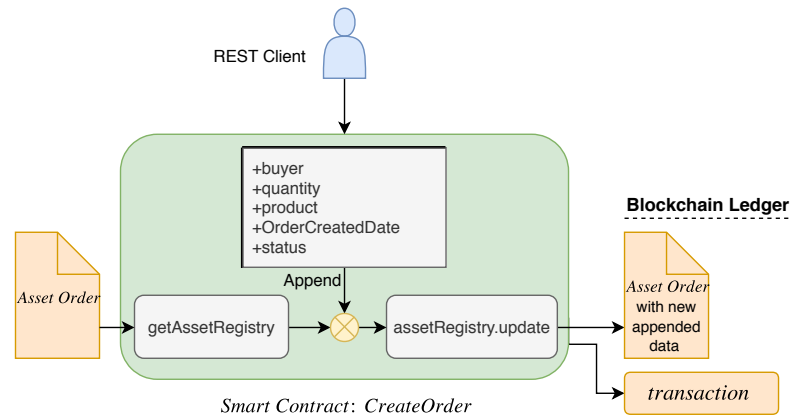 REST Client
+buyer
+quantity
+product
+OrderCreatedDate
+status
Append
Asset Order
getAssetRegistry
assetRegistry.update
Blockchain Ledger
Asset Order
with new
appended
data
transaction
Smart Contract: CreateOrder